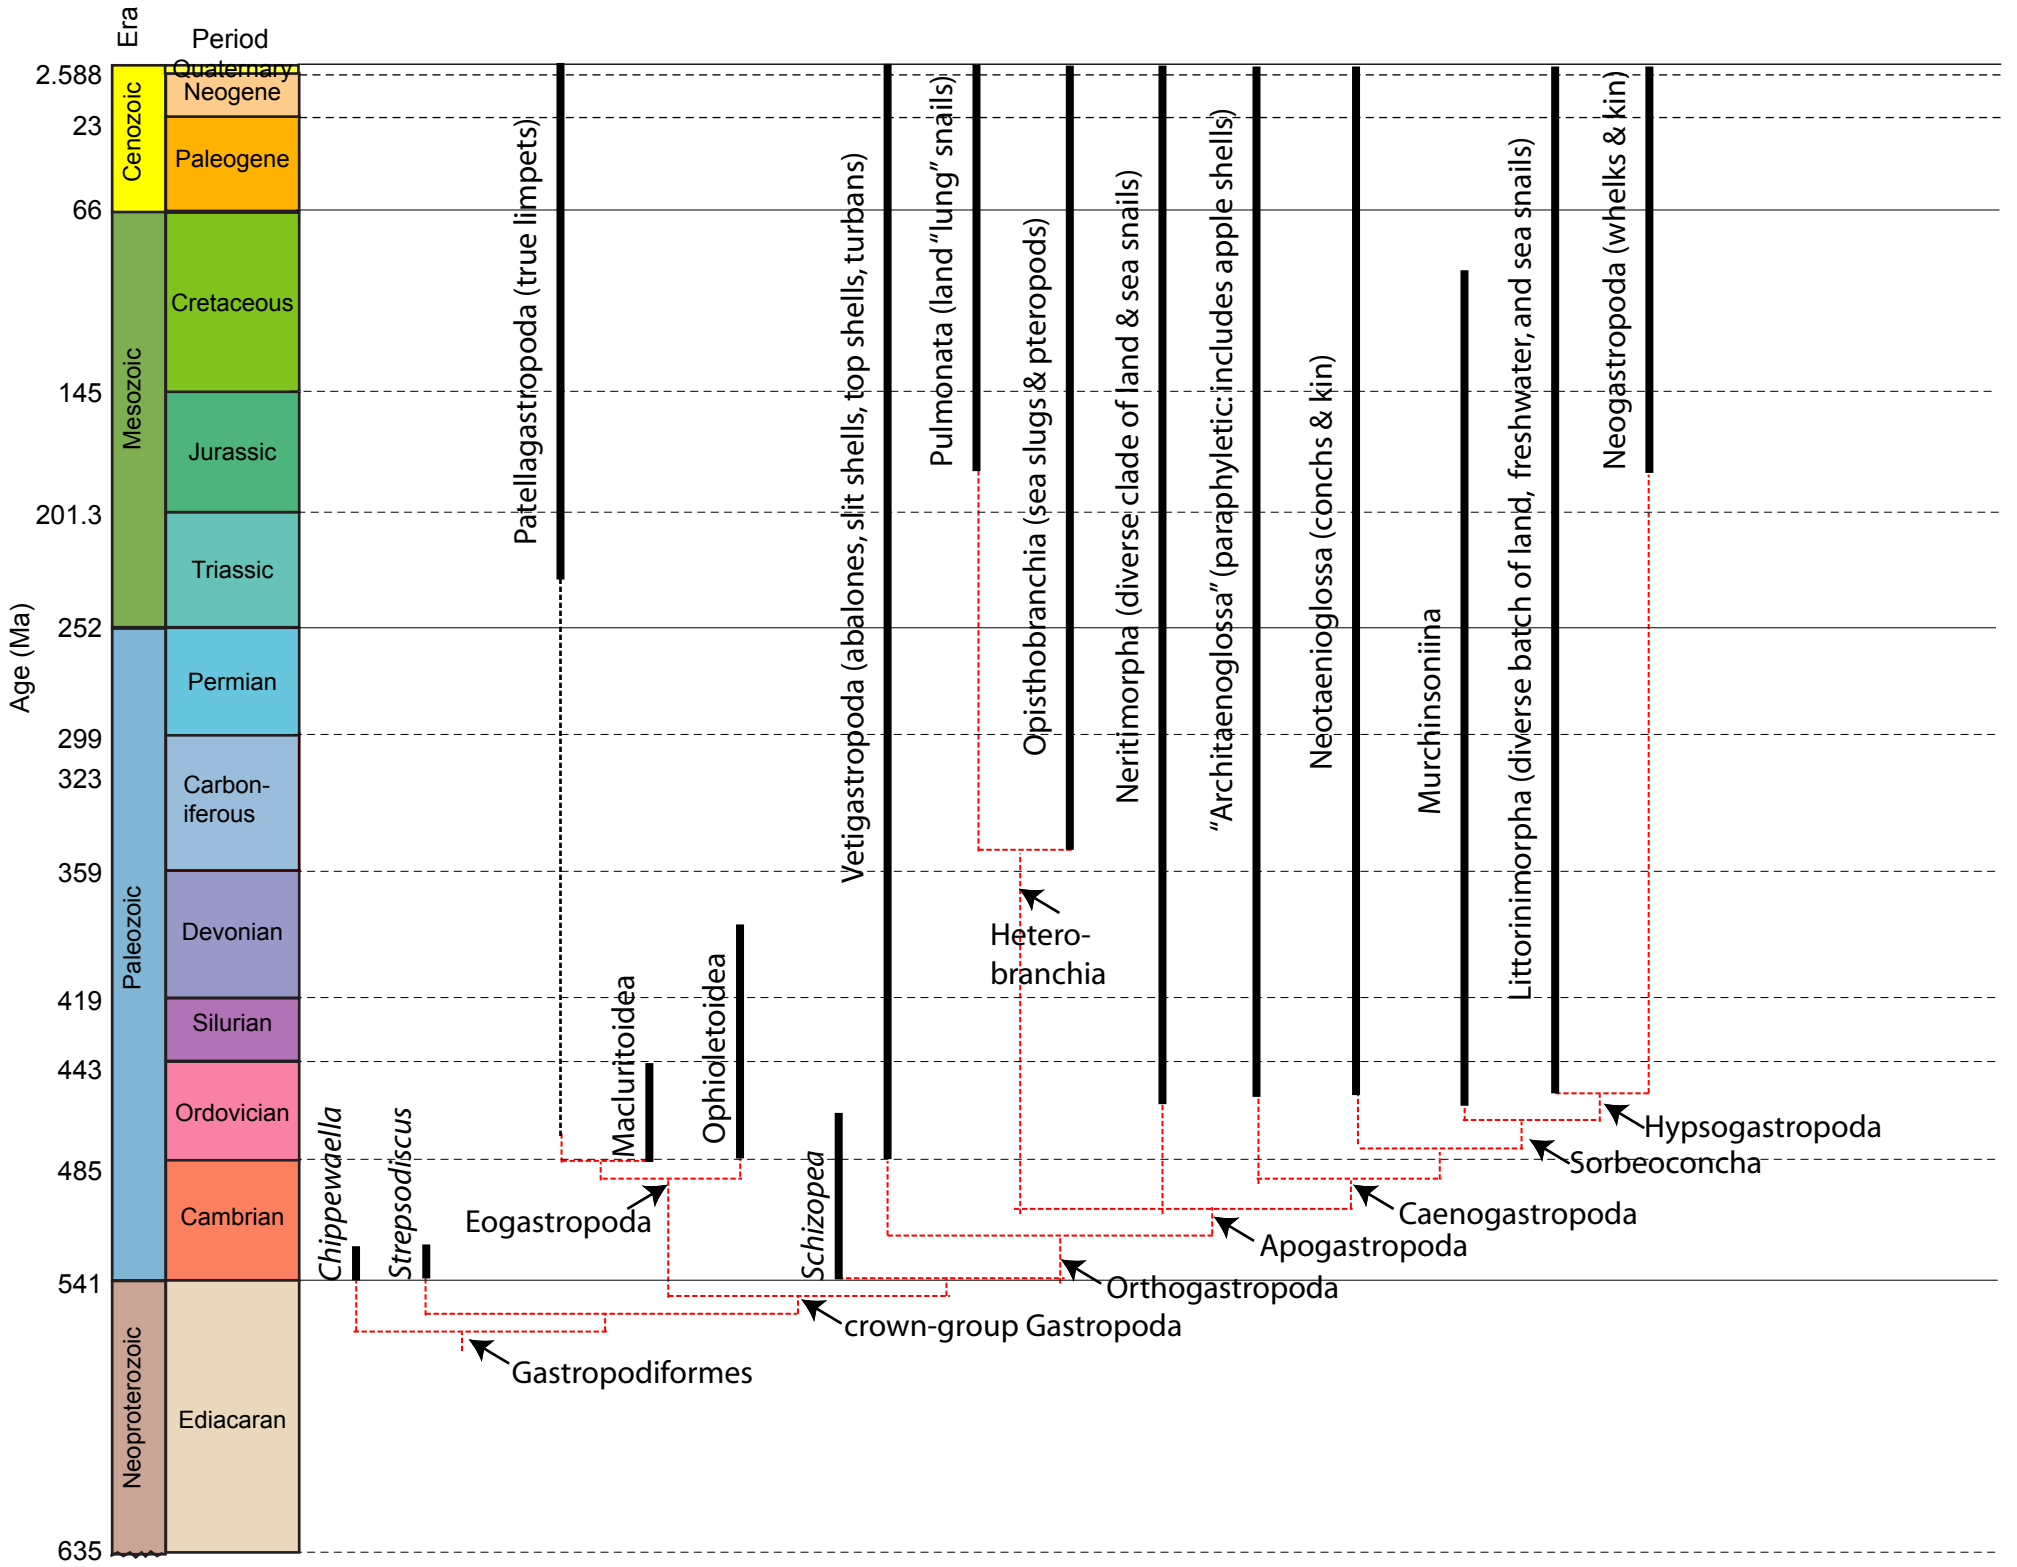 Era
Period
Quaternary
2.588
Neogene
23
Cenozoic
Paleogene
66
Cretaceous
Mesozoic
145
Jurassic
201.3
Triassic
252
Age (Ma)
Permian
299
323
Carbon-
iferous
359
Paleozoic
Devonian
419
Silurian
443
Ordovician
485
Cambrian
541
Neoproterozoic
Ediacaran
635
Chippewaella
Strepsodiscus
Patellagastropoda (true limpets)
Macluritoidea
Ophioletoidea
Schizopea
Vetigastropoda (abalones, slit shells, top shells, turbans)
Pulmonata (land “lung” snails)
Opisthobranchia (sea slugs & pteropods)
Neritimorpha (diverse clade of land & sea snails)
“Architaenoglossa” (paraphyletic: includes apple shells)
Neotaenioglossa (conchs & kin)
Murchinsoniina
Littorinimorpha (diverse batch of land, freshwater, and sea snails)
Neogastropoda (whelks & kin)
Hetero-
branchia
Hypsogastropoda
Sorbeoconcha
Caenogastropoda
Eogastropoda
Apogastropoda
Orthogastropoda
crown-group Gastropoda
Gastropodiformes